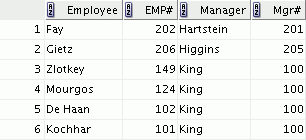 Employee EMP# Manager Mgr#
1 Fay 202 Hartstein 201
2 Gietz 206 Higgins 205
3 Zlotkey 149 King 100
4 Mourgos 124 King 100
5 De Haan 102 King 100
6 Kochhar 101 King 100